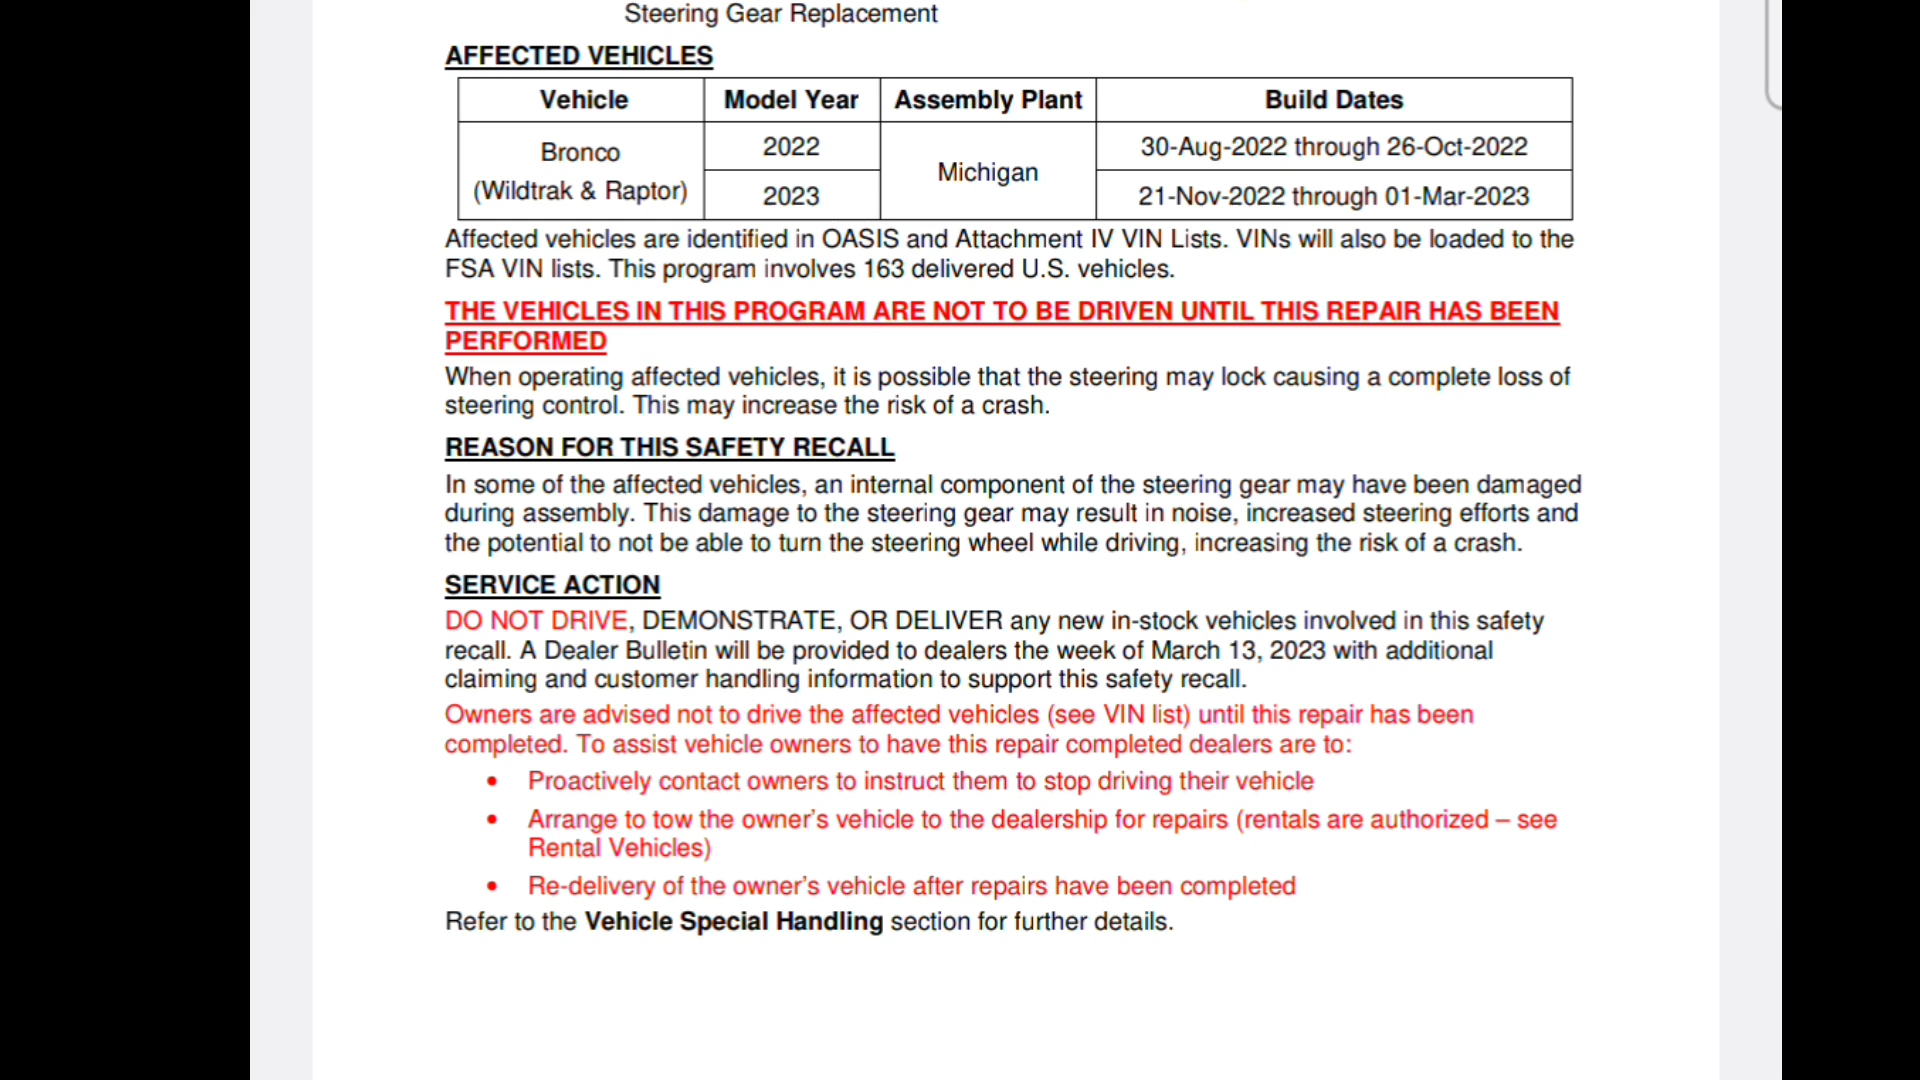 Steering Gear Replacement
AFFECTED VEHICLES
Vehicle Model Year Assembly Plant Build Dates
Bronco
(Wildtrak & Raptor)
2022
2023
Michigan
30-Aug-2022 through 26-Oct-2022
21-Nov-2022 through 01-Mar-2023
Affected vehicles are identified in OASIS and Attachment IV VIN Lists. VINs will also be loaded to the
FSA VIN lists. This program involves 163 delivered U.S. vehicles.
THE VEHICLES IN THIS PROGRAM ARE NOT TO BE DRIVEN UNTIL THIS REPAIR HAS BEEN
PERFORMED
When operating affected vehicles, it is possible that the steering may lock causing a complete loss of
steering control. This may increase the risk of a crash.
REASON FOR THIS SAFETY RECALL
In some of the affected vehicles, an internal component of the steering gear may have been damaged
during assembly. This damage to the steering gear may result in noise, increased steering efforts and
the potential to not be able to turn the steering wheel while driving, increasing the risk of a crash.
SERVICE ACTION
DO NOT DRIVE, DEMONSTRATE, OR DELIVER any new in-stock vehicles involved in this safety
recall. A Dealer Bulletin will be provided to dealers the week of March 13, 2023 with additional
claiming and customer handling information to support this safety recall.
Owners are advised not to drive the affected vehicles (see VIN list) until this repair has been
completed. To assist vehicle owners to have this repair completed dealers are to:
• Proactively contact owners to instruct them to stop driving their vehicle
• Arrange to tow the owner's vehicle to the dealership for repairs (rentals are authorized – see
Rental Vehicles)
• Re-delivery of the owner's vehicle after repairs have been completed
Refer to the Vehicle Special Handling section for further details.